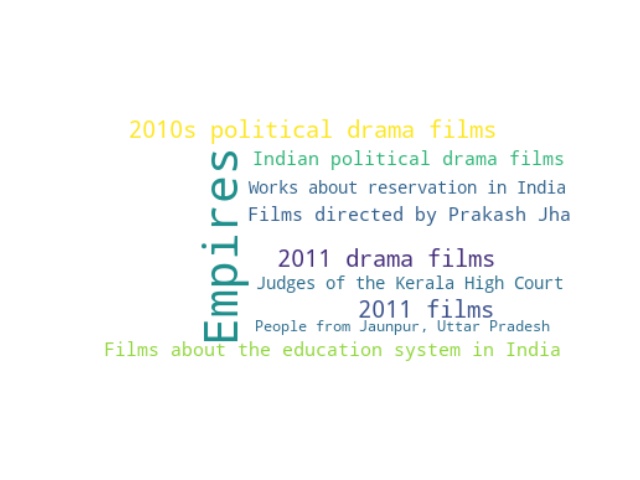 2010s political drama films
Empires
Indian political drama films
Works about reservation in India
Films directed by Prakash Jha
2011 drama films
Judges of the Kerala High Court
2011 films
People from Jaunpur, Uttar Pradesh
Films about the education system in India